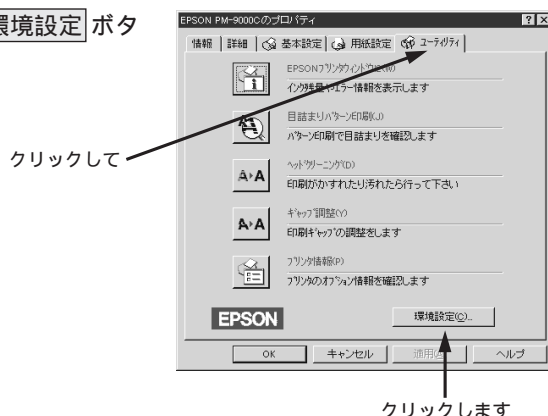 環境設定 ボタ
EPSON PM-9000Cのプロパティ
情報 詳細 基本設定 用紙設定 ユーティリティ
EPSONプリンタウィンドウ!2(W)
インク残量やエラー情報を表示します
目詰まりパターン印刷(J)
パターン印刷で目詰まりを確認します
クリックして
ヘッドクリーニング(D)
印刷がかすれたり汚れたら行って下さい
ギャップ調整(Y)
印刷ギャップの調整をします
プリンタ情報(P)
プリンタのオプション情報を確認します
EPSON
環境設定(C)...
OK キャンセル 適用(A) ヘルプ
クリックします